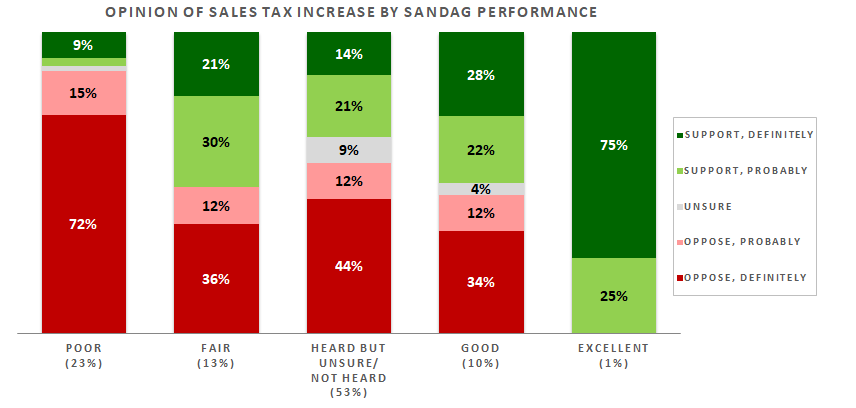 OPINION OF SALES TAX INCREASE BY SANDAG PERFORMANCE
9%
15%
72%
21%
30%
12%
36%
14%
21%
9%
12%
44%
28%
22%
4%
12%
34%
75%
25%
SUPPORT, DEFINITELY
SUPPORT, PROBABLY
UNSURE
OPPOSE, PROBABLY
OPPOSE, DEFINITELY
POOR
(23%)
FAIR
(13%)
HEARD BUT
UNSURE/
NOT HEARD
(53%)
GOOD
(10%)
EXCELLENT
(1%)